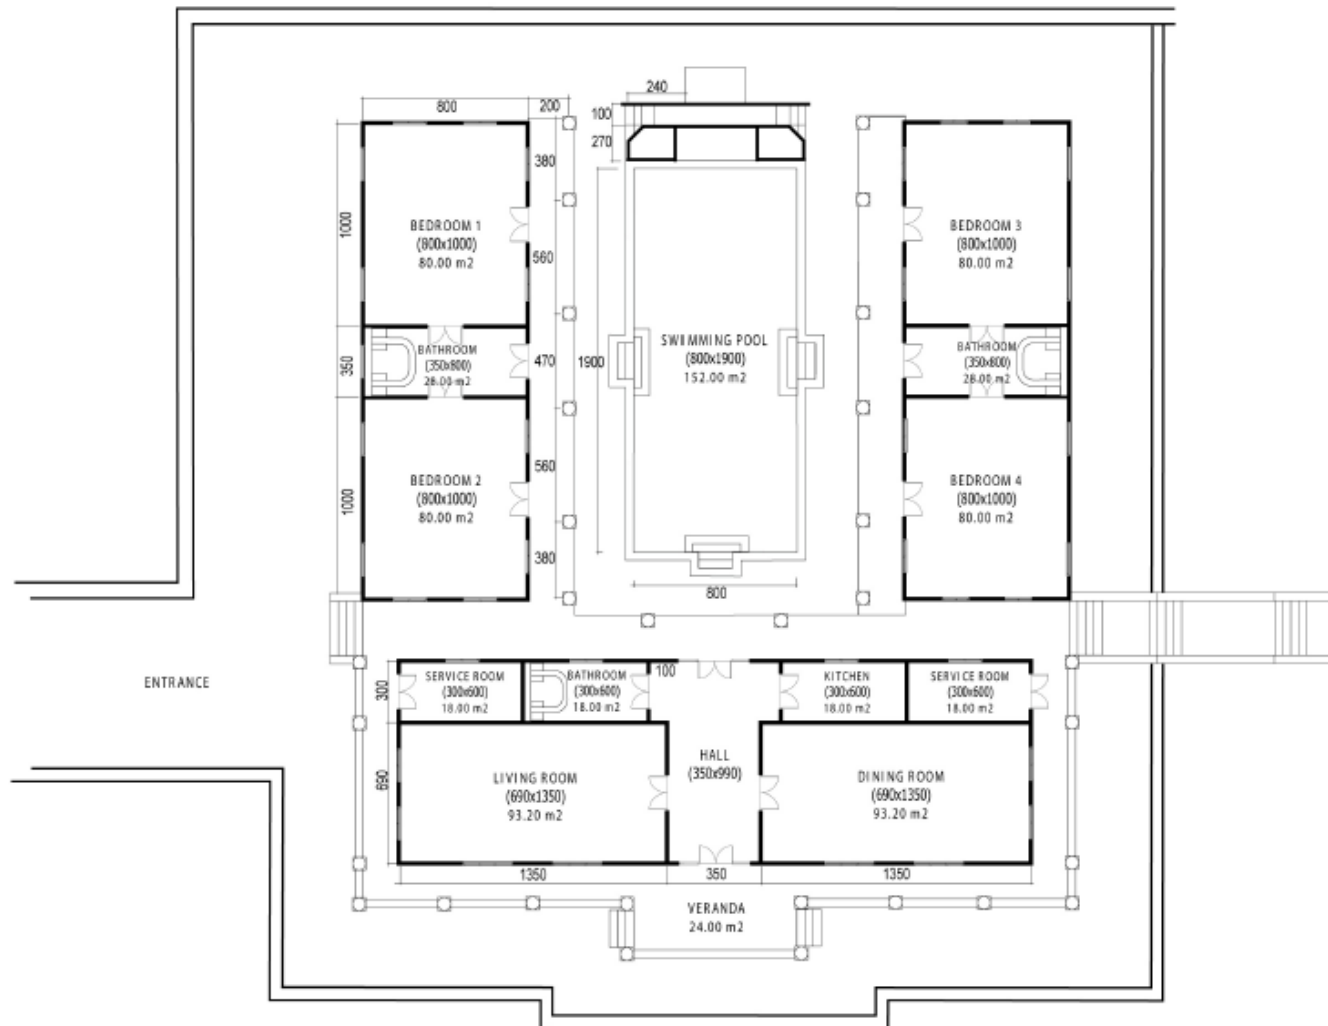 240
800
200
100
270
380
1000
BEDROOM 1
(800x1000)
80.00 m2
560
BEDROOM 3
(800x1000)
80.00 m2
350
BATHROOM
(350x800)
28.00 m2
470
1900
SWIMMING POOL
(800x1900)
152.00 m2
BATHROOM
(350x800)
28.00 m2
1000
BEDROOM 2
(800x1000)
80.00 m2
560
380
BEDROOM 4
(800x1000)
80.00 m2
800
ENTRANCE
300
SERVICE ROOM
(300x600)
18.00 m2
BATHROOM
(300x600)
18.00 m2
100
KITCHEN
(300x600)
18.00 m2
SERVICE ROOM
(300x600)
18.00 m2
690
LIVING ROOM
(690x1350)
93.20 m2
HALL
(350x990)
DINING ROOM
(690x1350)
93.20 m2
1350
350
1350
VERANDA
24.00 m2